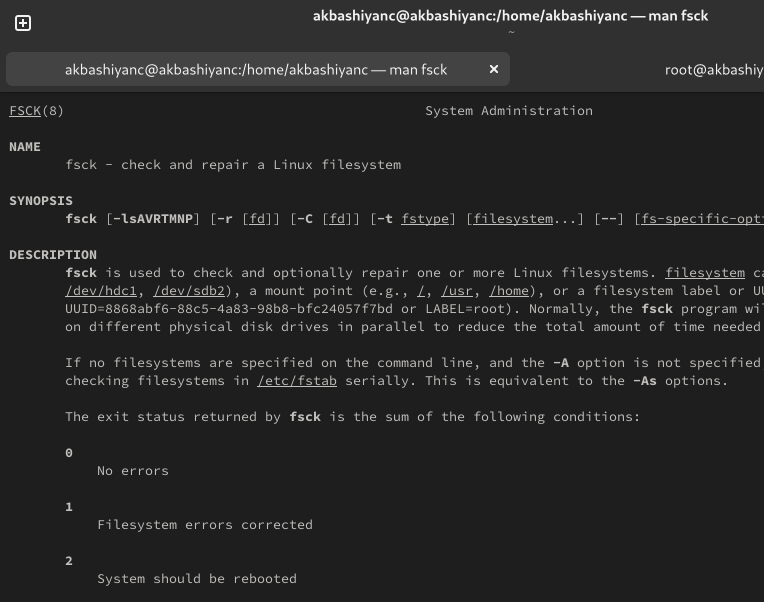 akbashiyanc@akbashiyanc:/home/akbashiyanc — man fsck
~
akbashiyanc@akbashiyanc:/home/akbashiyanc — man fsck × root@akbashiy
FSCK(8) System Administration
NAME
fsck - check and repair a Linux filesystem
SYNOPSIS
fsck [-lsAVRTMNP] [-r [fd]] [-C [fd]] [-t fstype] [filesystem...] [--] [fs-specific-opti
DESCRIPTION
fsck is used to check and optionally repair one or more Linux filesystems. filesystem ca
/dev/hdc1, /dev/sdb2), a mount point (e.g., /, /usr, /home), or a filesystem label or UU
UUID=8868abf6-88c5-4a83-98b8-bfc24057f7bd or LABEL=root). Normally, the fsck program wil
on different physical disk drives in parallel to reduce the total amount of time needed
If no filesystems are specified on the command line, and the -A option is not specified
checking filesystems in /etc/fstab serially. This is equivalent to the -As options.
The exit status returned by fsck is the sum of the following conditions:
0
No errors
1
Filesystem errors corrected
2
System should be rebooted